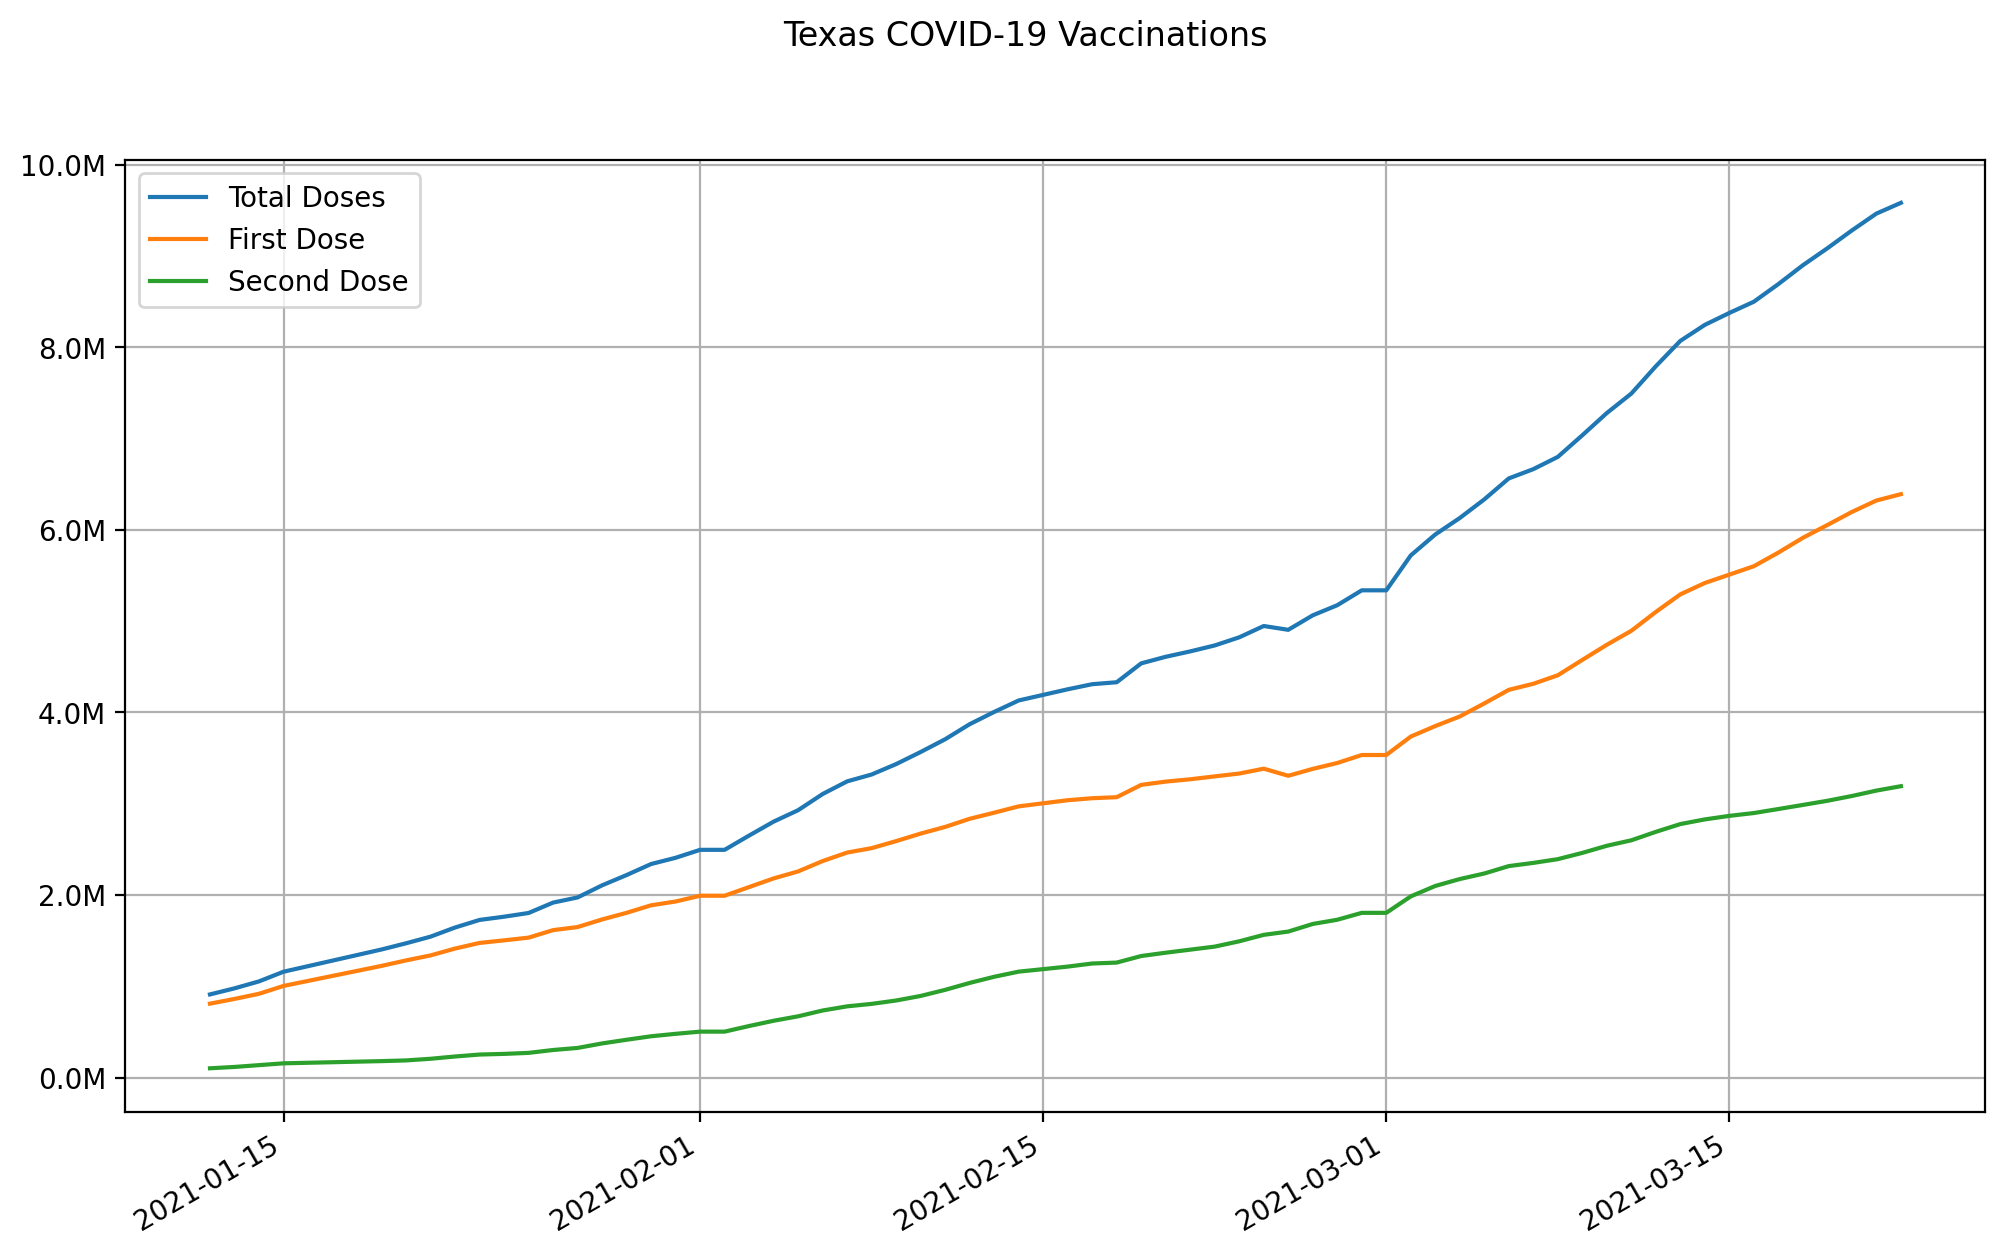 Texas COVID-19 Vaccinations
10.0M
8.0M
6.0M
4.0M
2.0M
0.0M
Total Doses
First Dose
Second Dose
2021-01-15
2021-02-01
2021-02-15
2021-03-01
2021-03-15